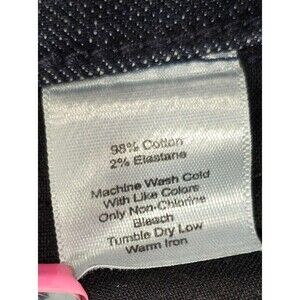 98% Cotton
2% Elastane
Machine Wash Cold
With Like Colors
Only Non-Chlorine
Bleach
Tumble Dry Low
Warm Iron